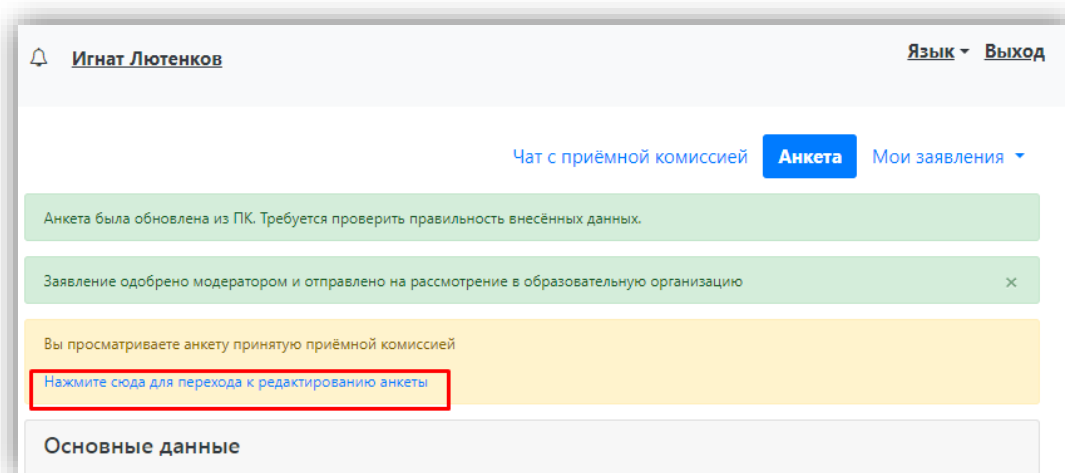 Игнат Лютенков
Язык Выход
Чат с приёмной комиссией Анкета Мои заявления
Анкета была обновлена из ПК. Требуется проверить правильность внесённых данных.
Заявление одобрено модератором и отправлено на рассмотрение в образовательную организацию ×
Вы просматриваете анкету принятую приёмной комиссией
Нажмите сюда для перехода к редактированию анкеты
Основные данные